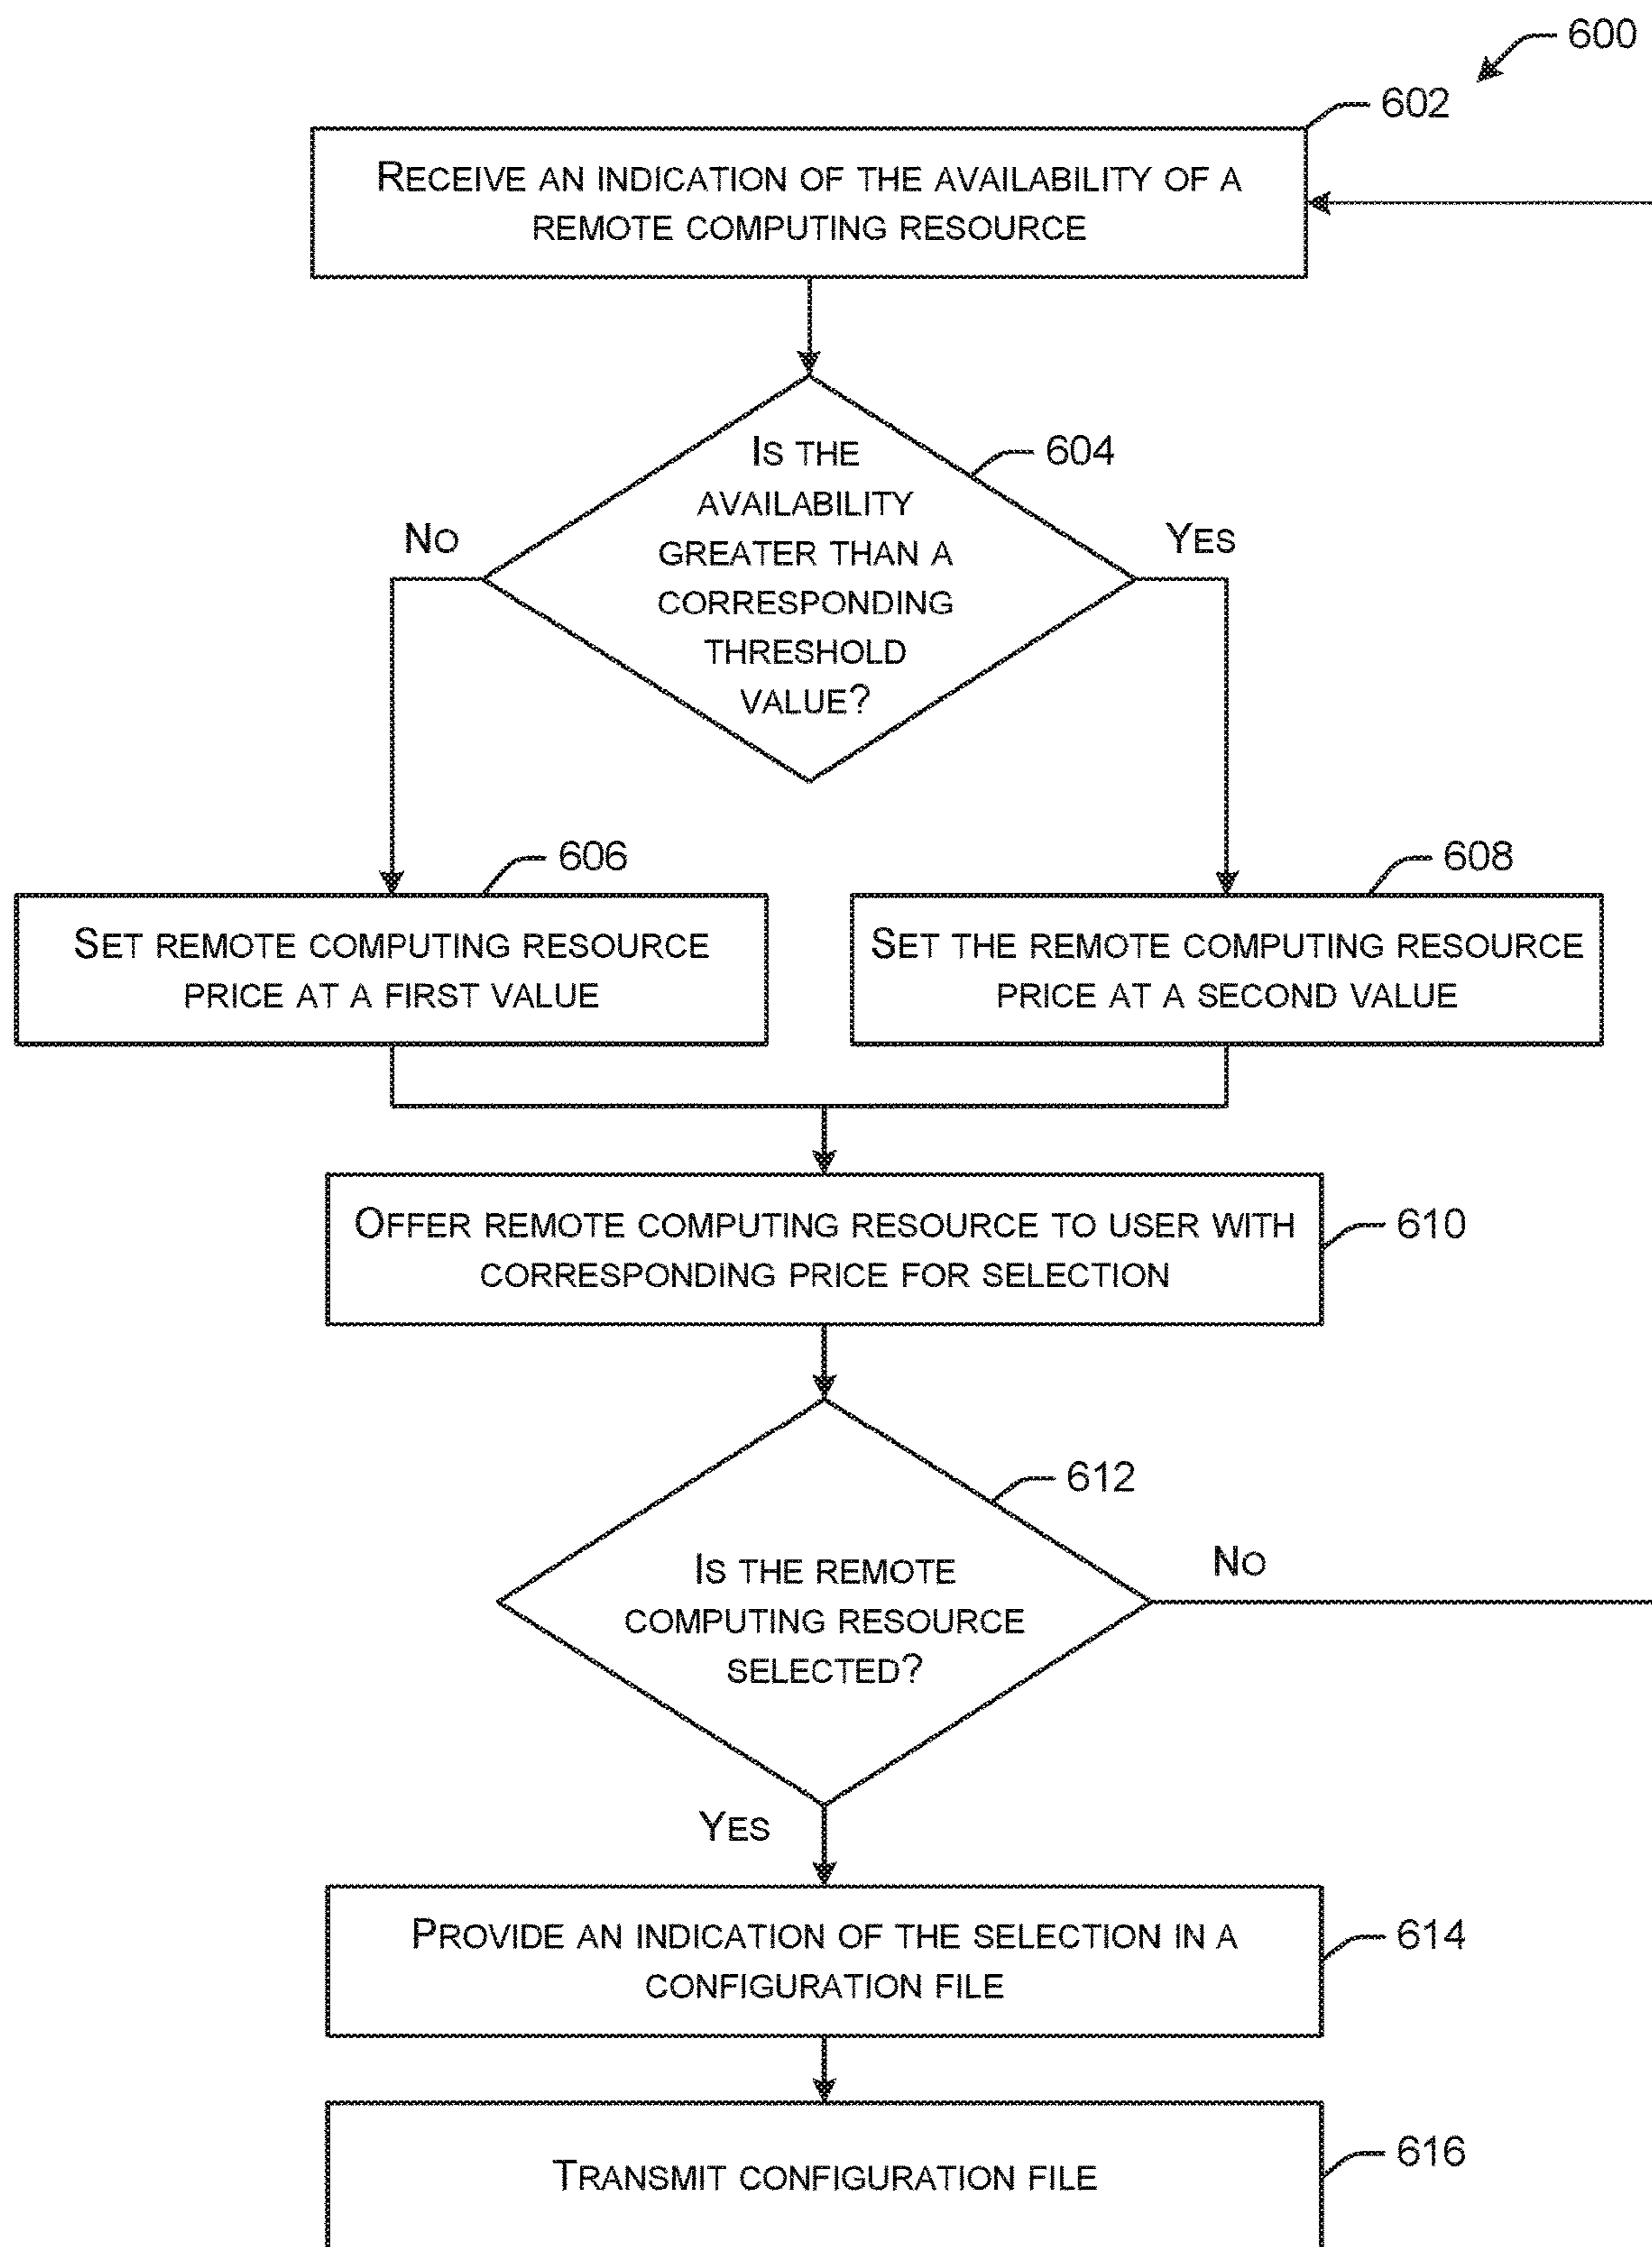 600
602
RECEIVE AN INDICATION OF THE AVAILABILITY OF A
REMOTE COMPUTING RESOURCE
604
IS THE
AVAILABILITY
GREATER THAN A
CORRESPONDING
THRESHOLD
VALUE?
NO
YES
606
608
SET REMOTE COMPUTING RESOURCE
PRICE AT A FIRST VALUE
SET THE REMOTE COMPUTING RESOURCE
PRICE AT A SECOND VALUE
OFFER REMOTE COMPUTING RESOURCE TO USER WITH
CORRESPONDING PRICE FOR SELECTION
610
612
IS THE REMOTE
COMPUTING RESOURCE
SELECTED?
NO
YES
PROVIDE AN INDICATION OF THE SELECTION IN A
CONFIGURATION FILE
614
TRANSMIT CONFIGURATION FILE
616